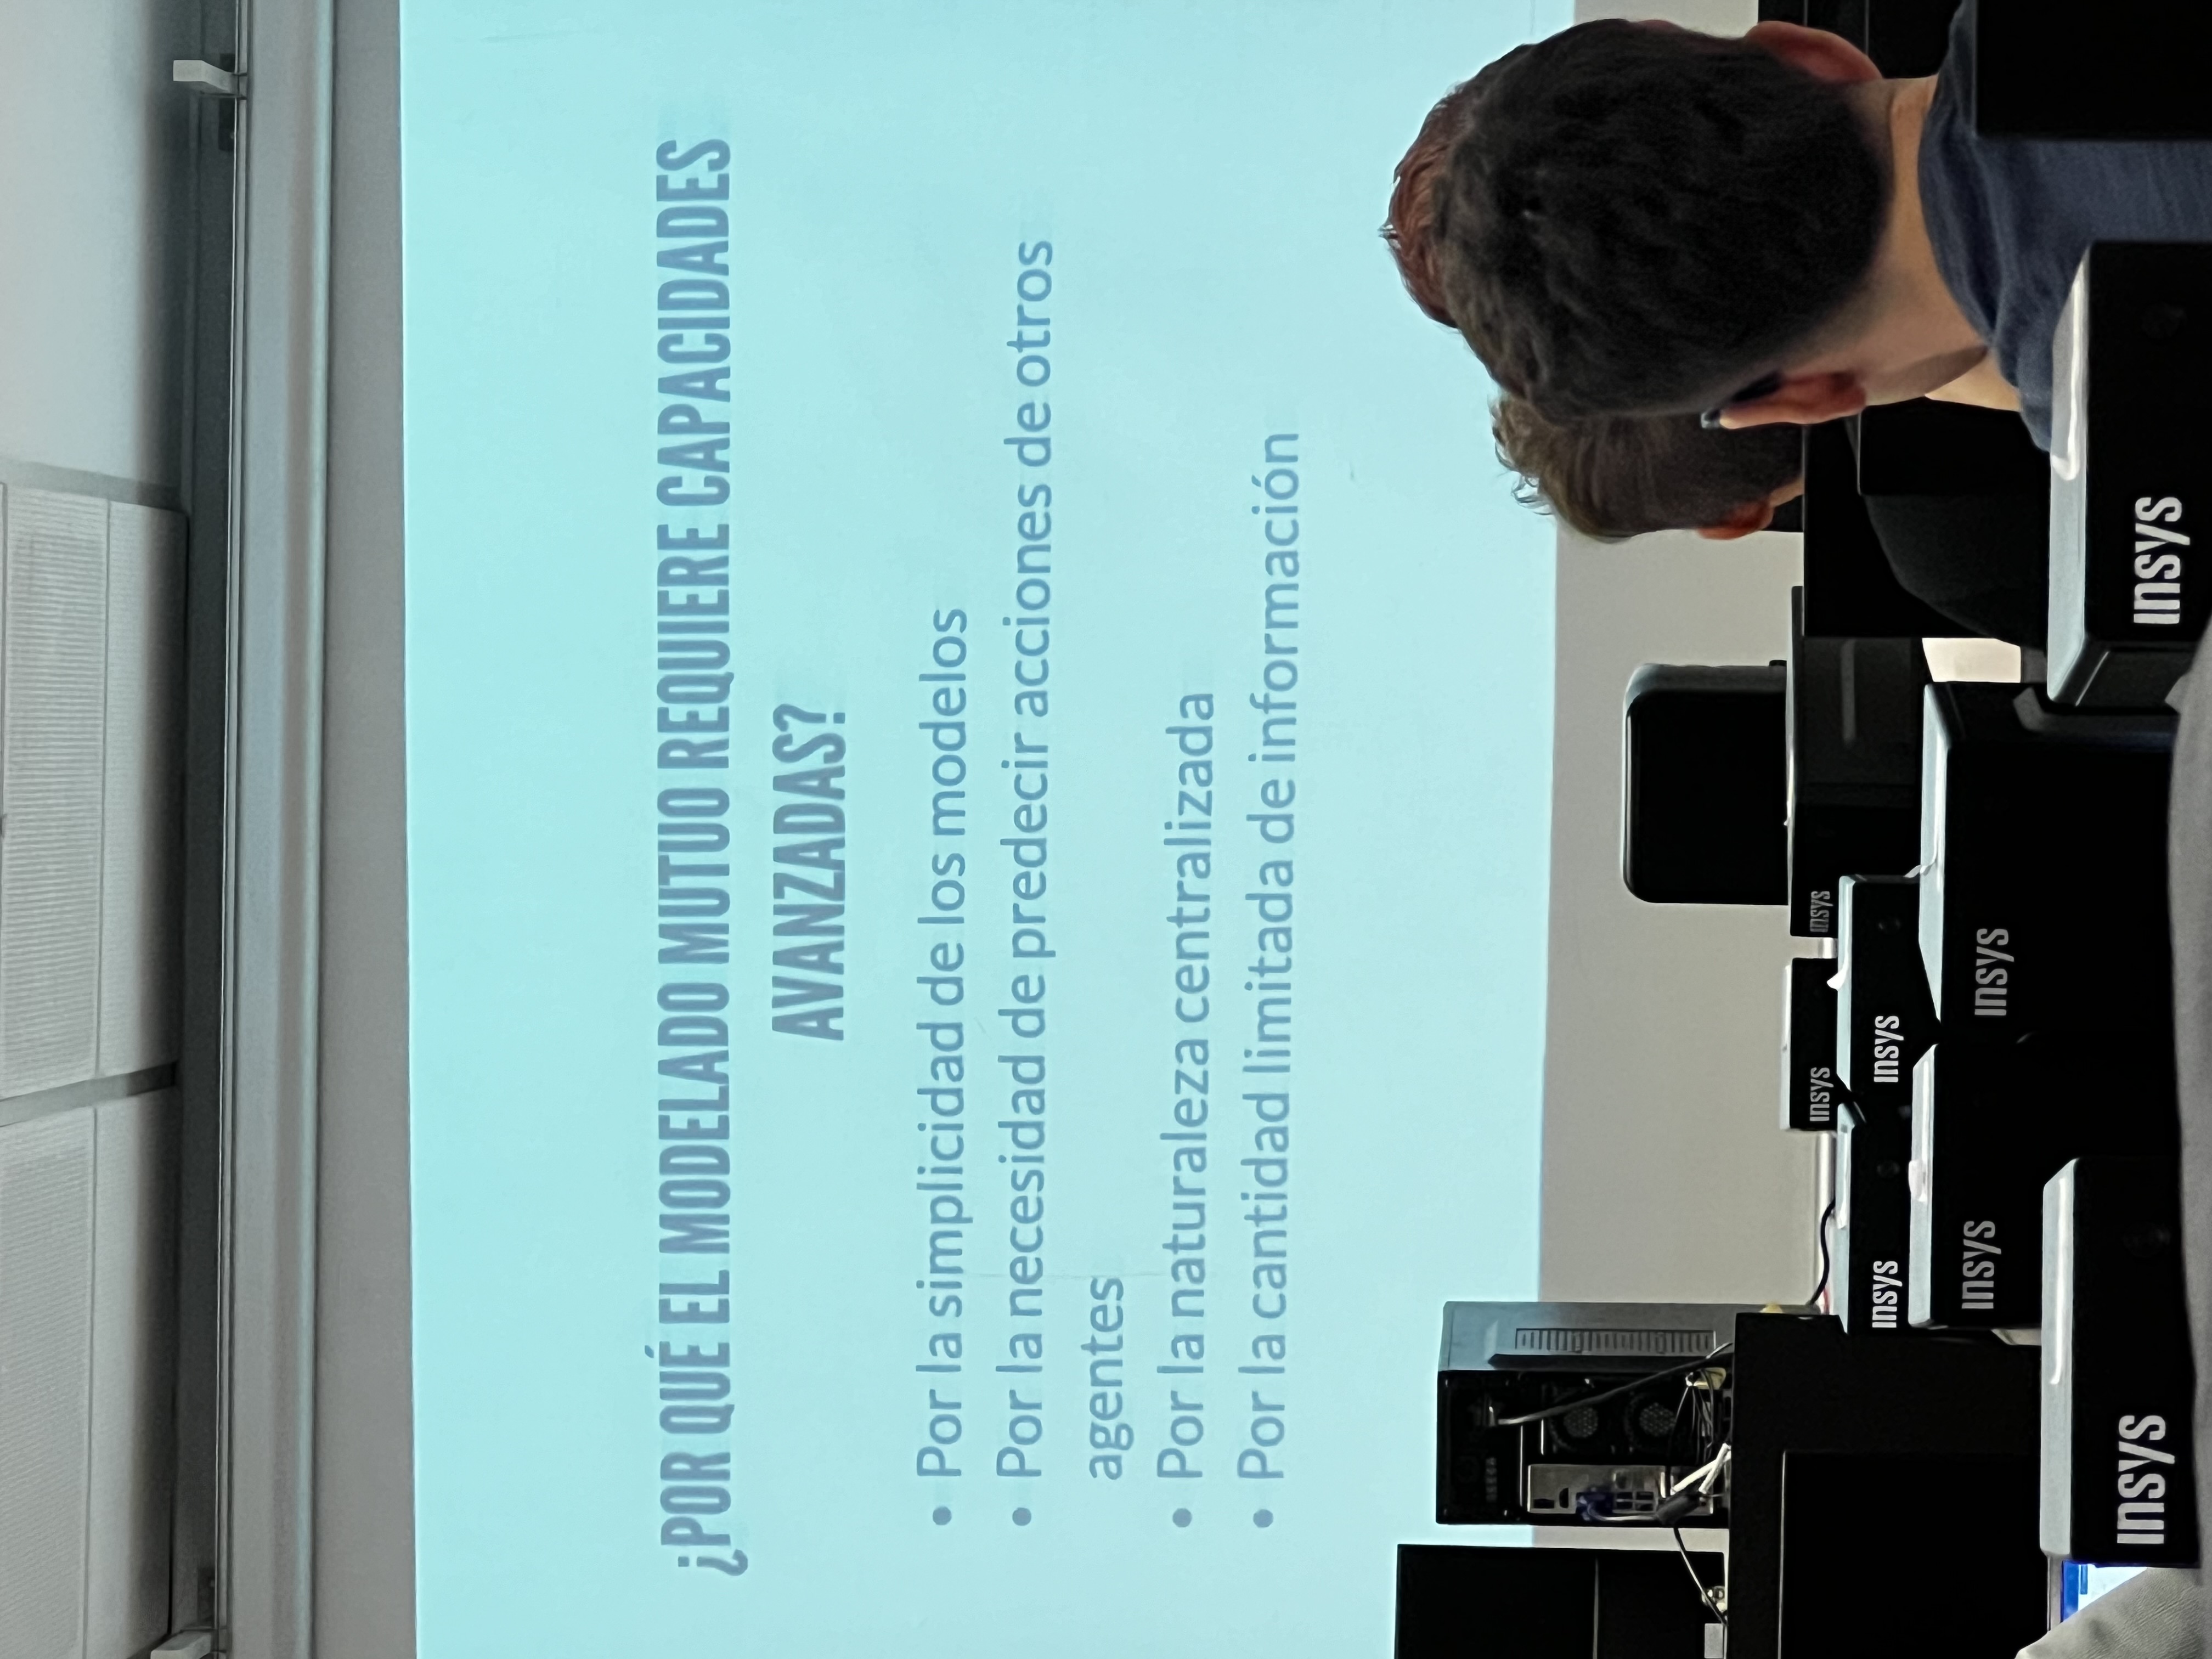 ¿POR QUÉ EL MODELADO MUTUO REQUIERE CAPACIDADES
AVANZADAS?
• Por la simplicidad de los modelos
• Por la necesidad de predecir acciones de otros
agentes
• Por la naturaleza centralizada
• Por la cantidad limitada de información
insys
insys
insys
insys
insys
insys
insys
insys